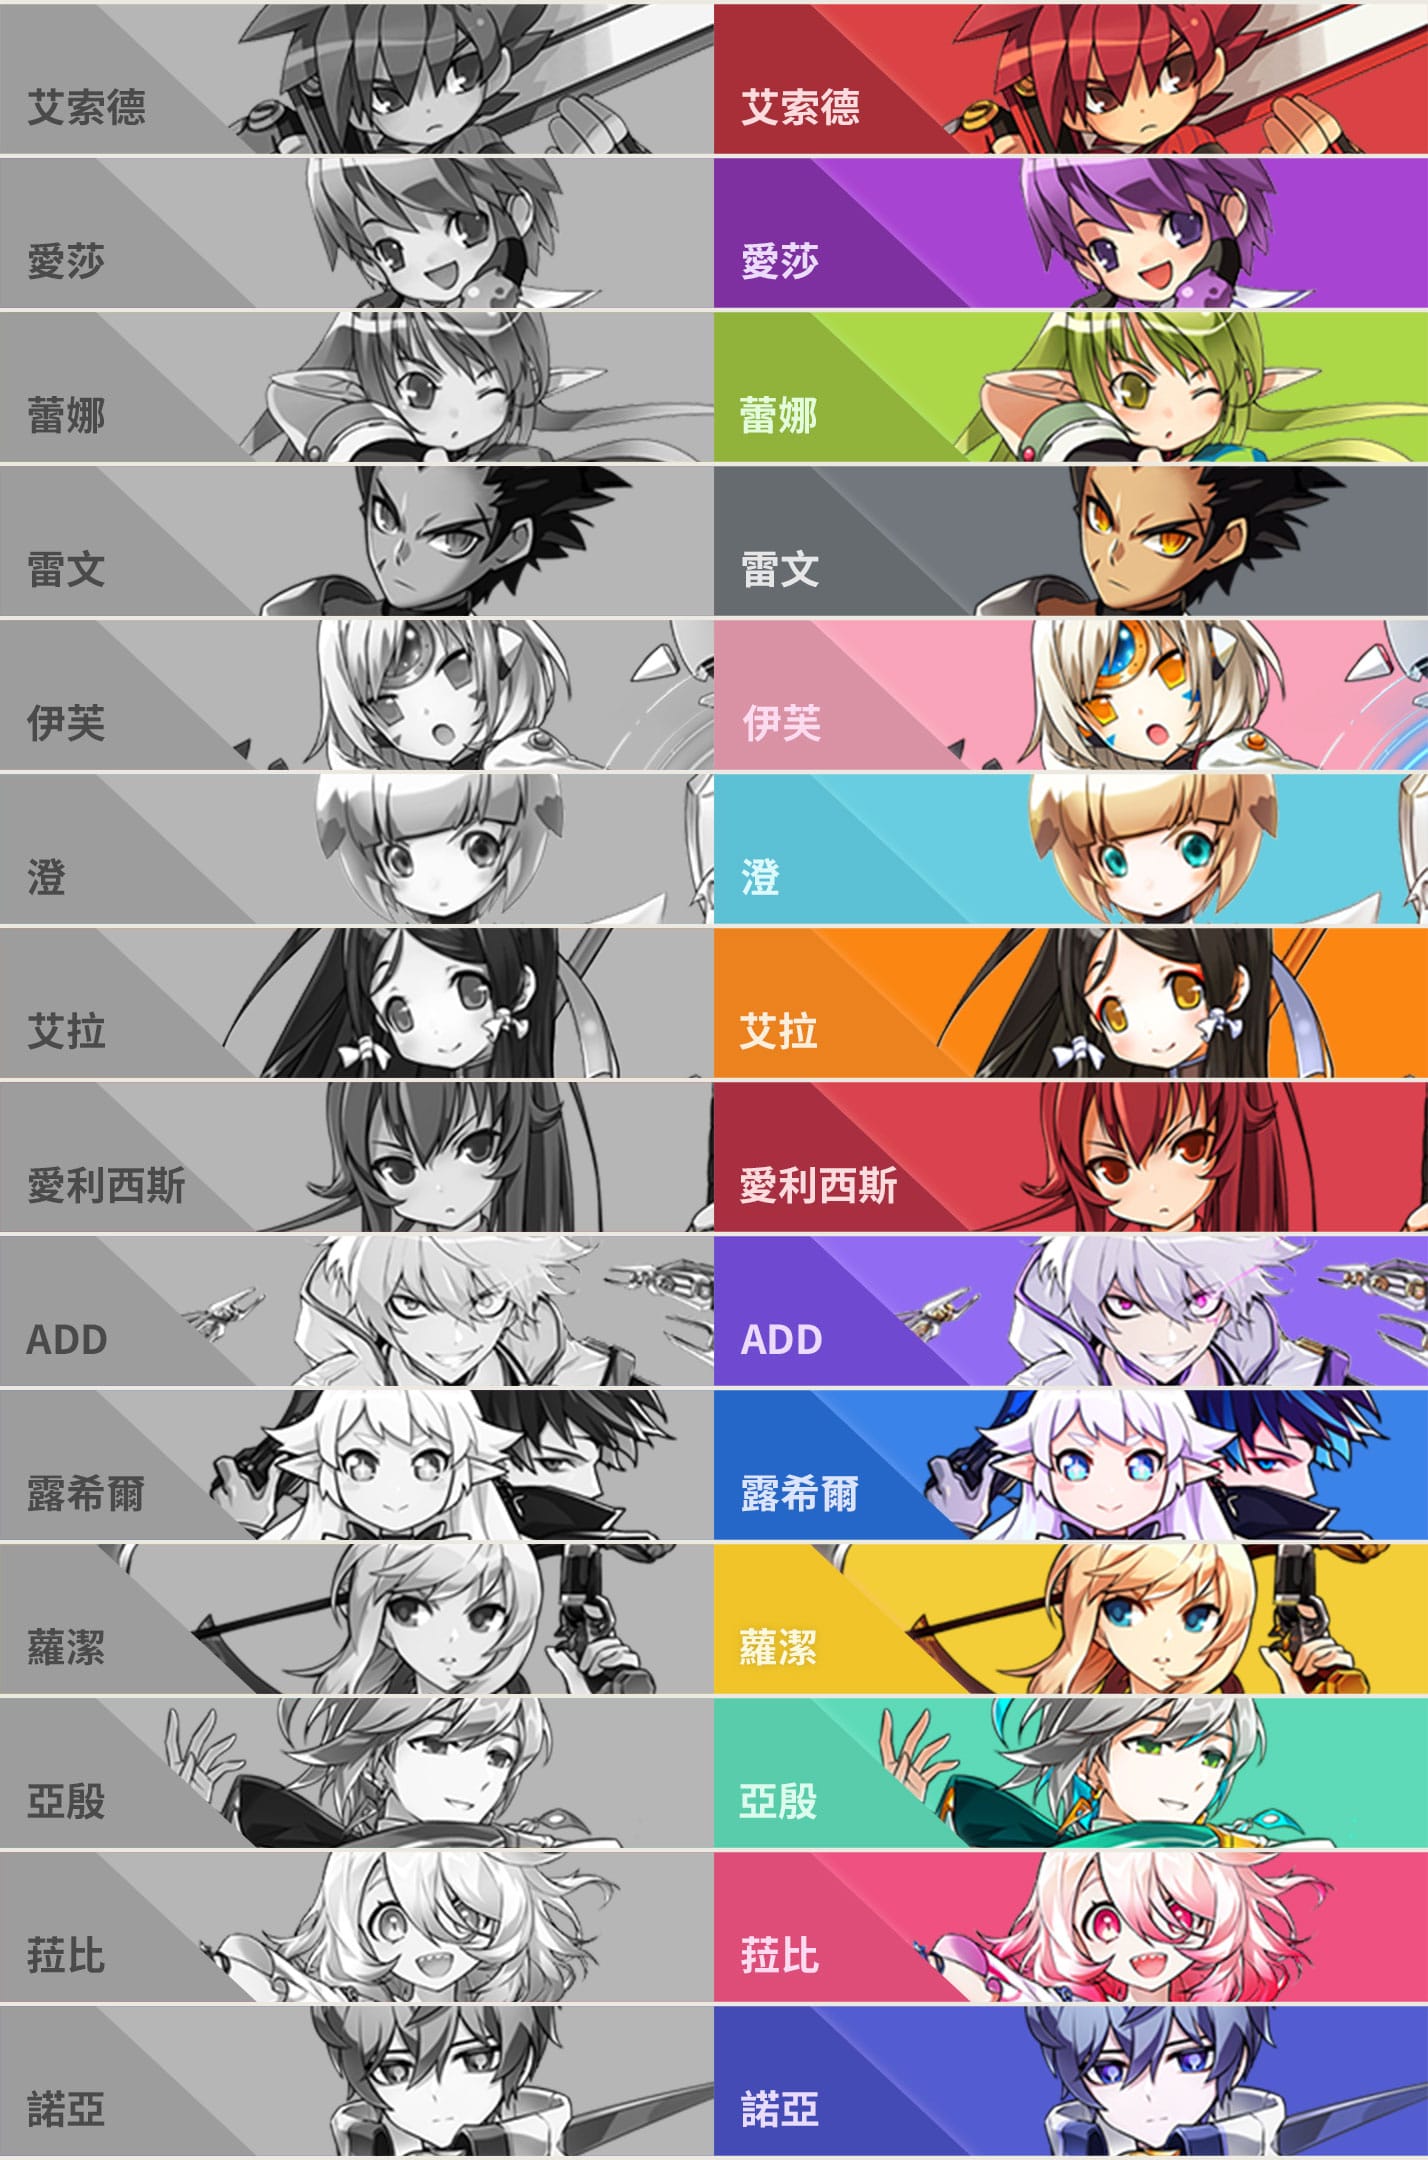 艾索德 艾索德
愛莎 愛莎
蕾娜 蕾娜
雷文 雷文
伊芙 伊芙
澄 澄
艾拉 艾拉
愛利西斯 愛利西斯
ADD ADD
露希爾 露希爾
蘿潔 蘿潔
亞殷 亞殷
菈比 菈比
諾亞 諾亞